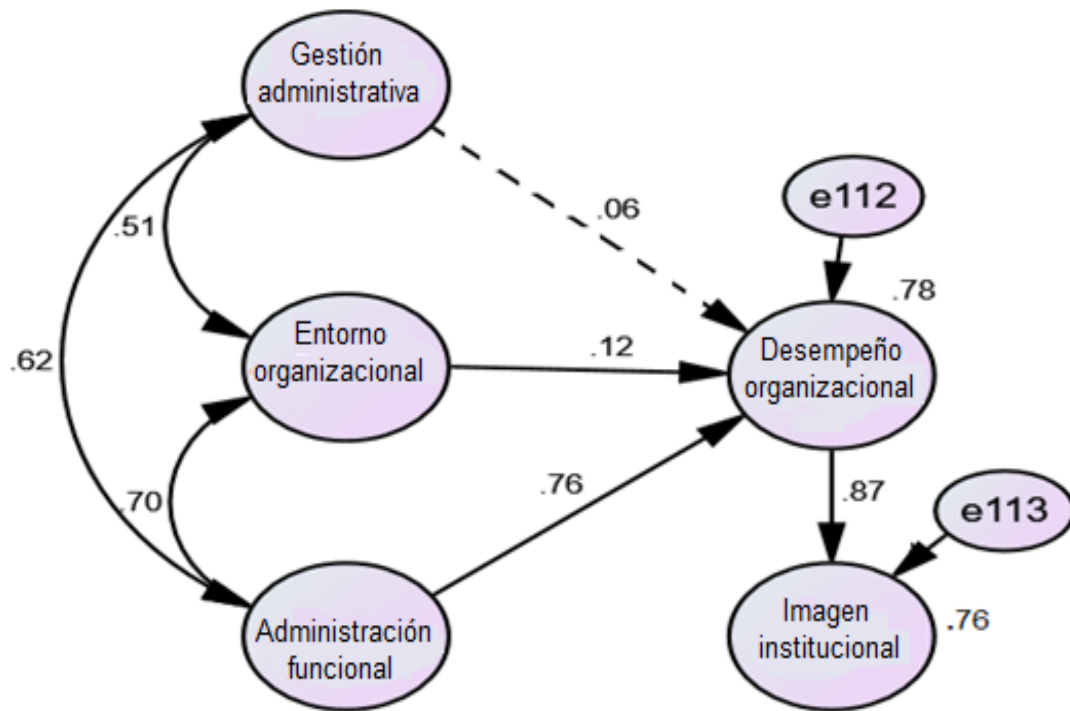 Gestión
administrativa
.51
.06
e112
.78
Entorno
organizacional
.12
Desempeño
organizacional
.62
.70
.76
.87
e113
Administración
funcional
Imagen
institucional
.76